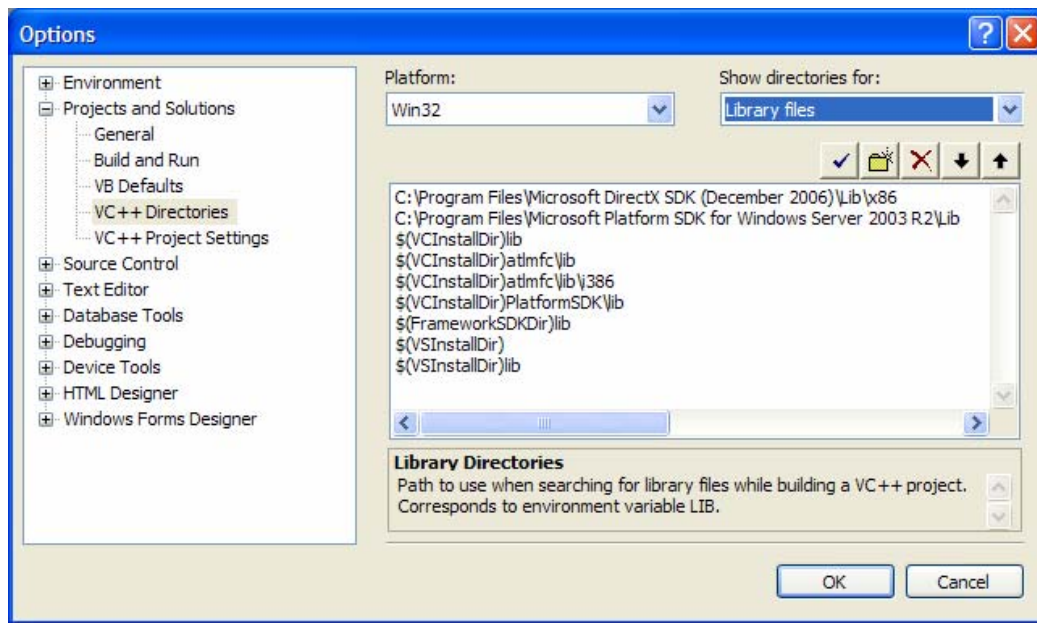 Options
Environment
Projects and Solutions
General
Build and Run
VB Defaults
VC++ Directories
VC++ Project Settings
Source Control
Text Editor
Database Tools
Debugging
Device Tools
HTML Designer
Windows Forms Designer
Platform:
Win32
Show directories for:
Library files
C:\Program Files\Microsoft DirectX SDK (December 2006)\Lib\x86
C:\Program Files\Microsoft Platform SDK for Windows Server 2003 R2\Lib
$(VCInstallDir)lib
$(VCInstallDir)atlmfc\lib
$(VCInstallDir)atlmfc\lib\i386
$(VCInstallDir)PlatformSDK\lib
$(FrameworkSDKDir)lib
$(VSInstallDir)
$(VSInstallDir)lib
Library Directories
Path to use when searching for library files while building a VC++ project.
Corresponds to environment variable LIB.
OK
Cancel